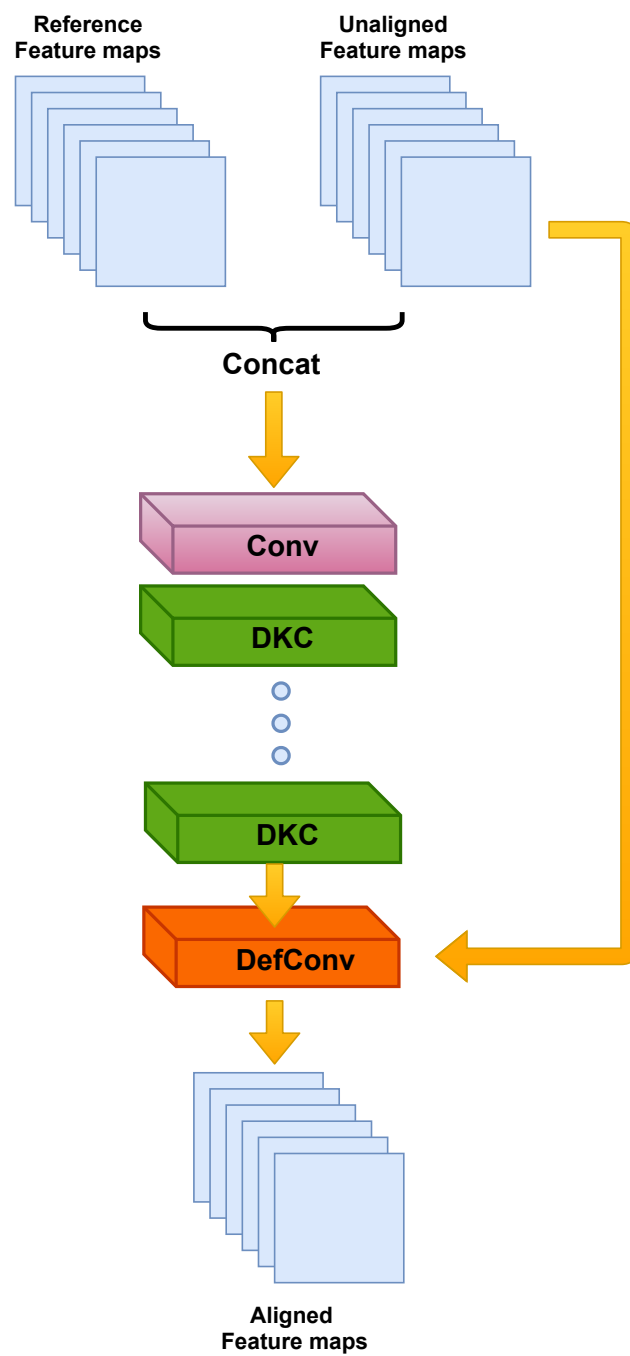 Reference
Feature maps
Unaligned
Feature maps
Concat
Conv
DKC
DKC
DefConv
Aligned
Feature maps